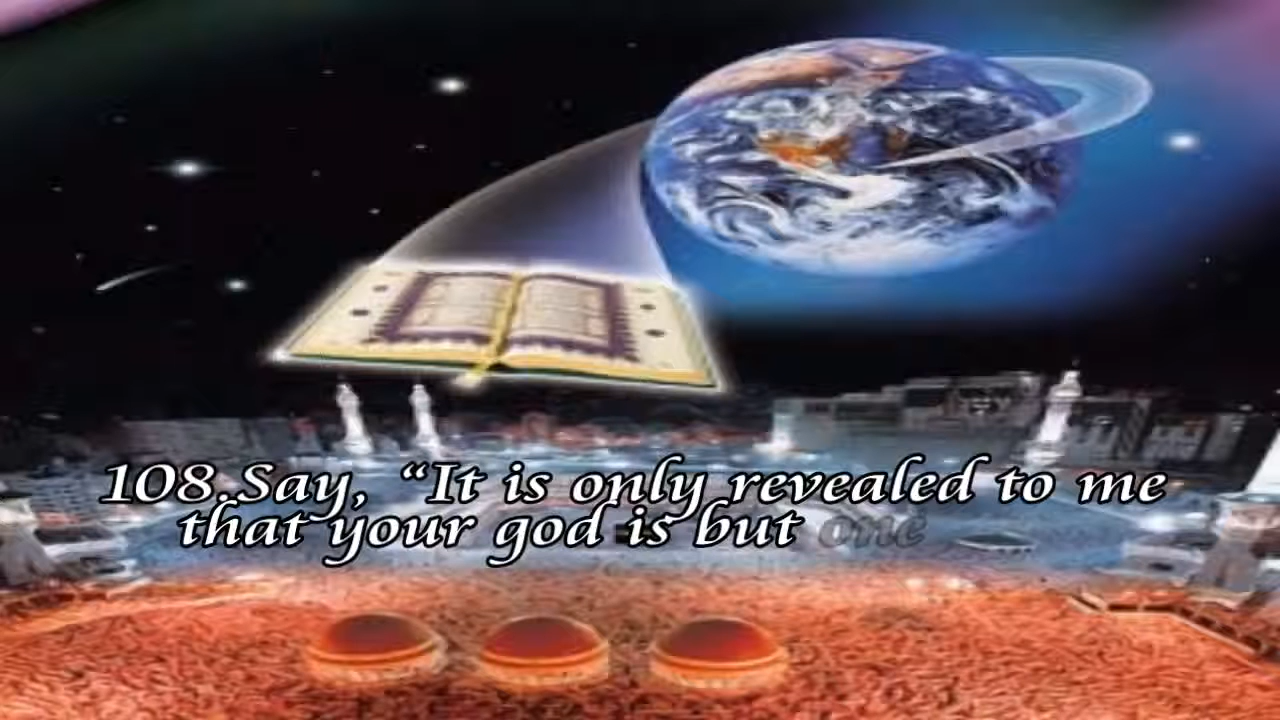 108.Say, “It is only revealed to me
that your god is but one